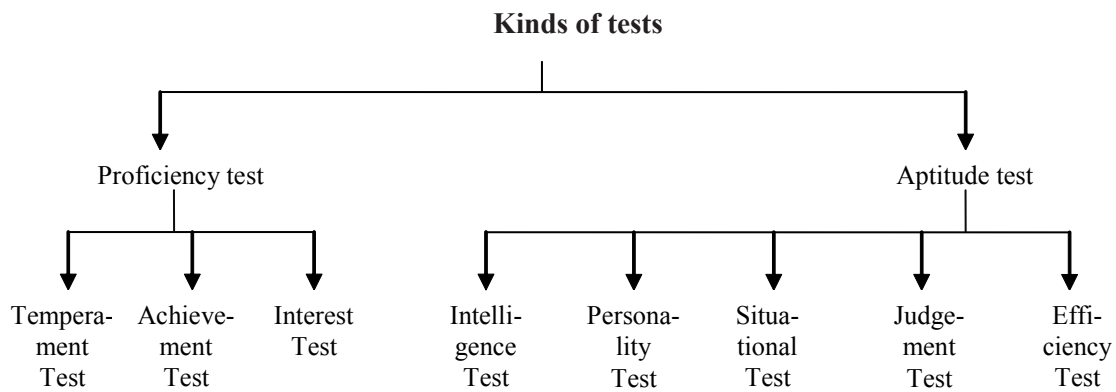 Kinds of tests
Proficiency test Aptitude test
Tempera- Achieve- Interest Intelli- Persona- Situa- Judge- Effi-
ment ment Test gence lity tional ment ciency
Test Test Test Test Test Test Test